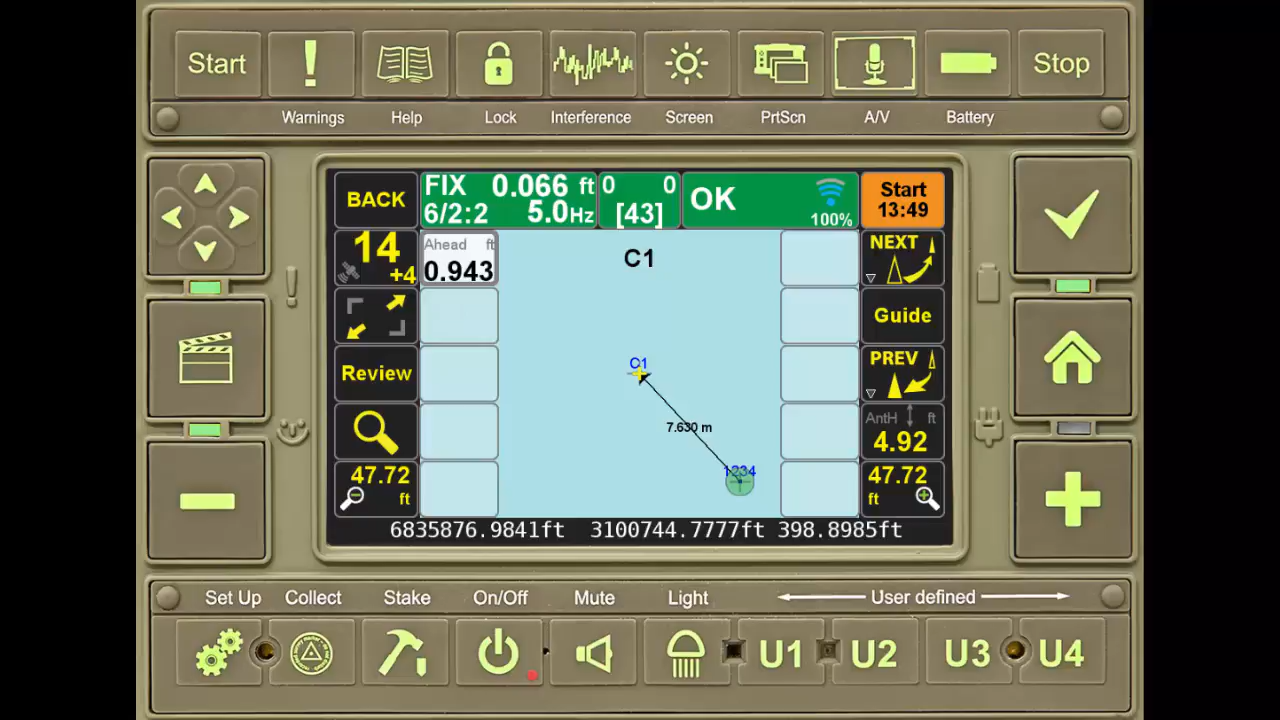 Start
Stop
Warnings Help Lock Interference Screen PrtScn A/V Battery
BACK
FIX 0.066 ft
6/2:2 5.0Hz
0 0
[43]
OK
100%
Start
13:49
14
+4
Ahead ft
0.943
C1
NEXT
Guide
Review
C1
PREV
7.630 m
AntH ft
4.92
47.72
ft
1234
47.72
ft
6835876.9841ft 3100744.7777ft 398.8985ft
Set Up Collect Stake On/Off Mute Light User defined
U1 U2 U3 U4